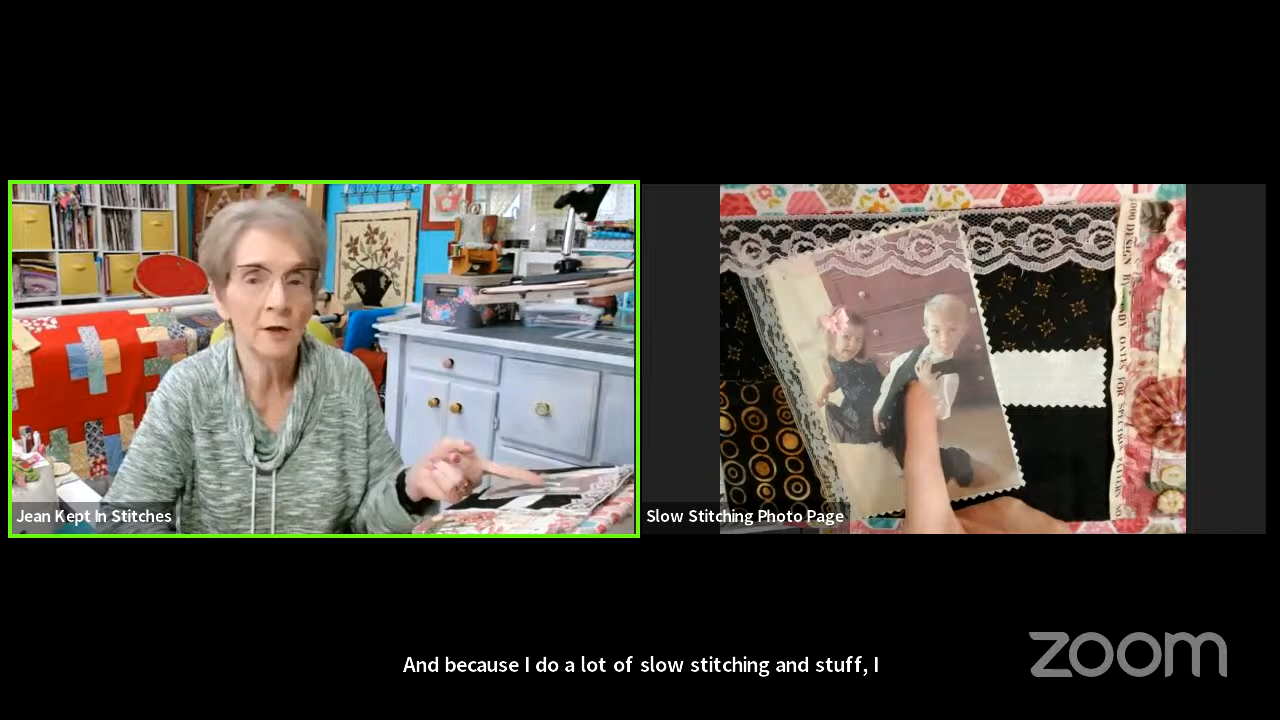 Jean Kept In Stitches
Slow Stitching Photo Page
And because I do a lot of slow stitching and stuff, I
zoom